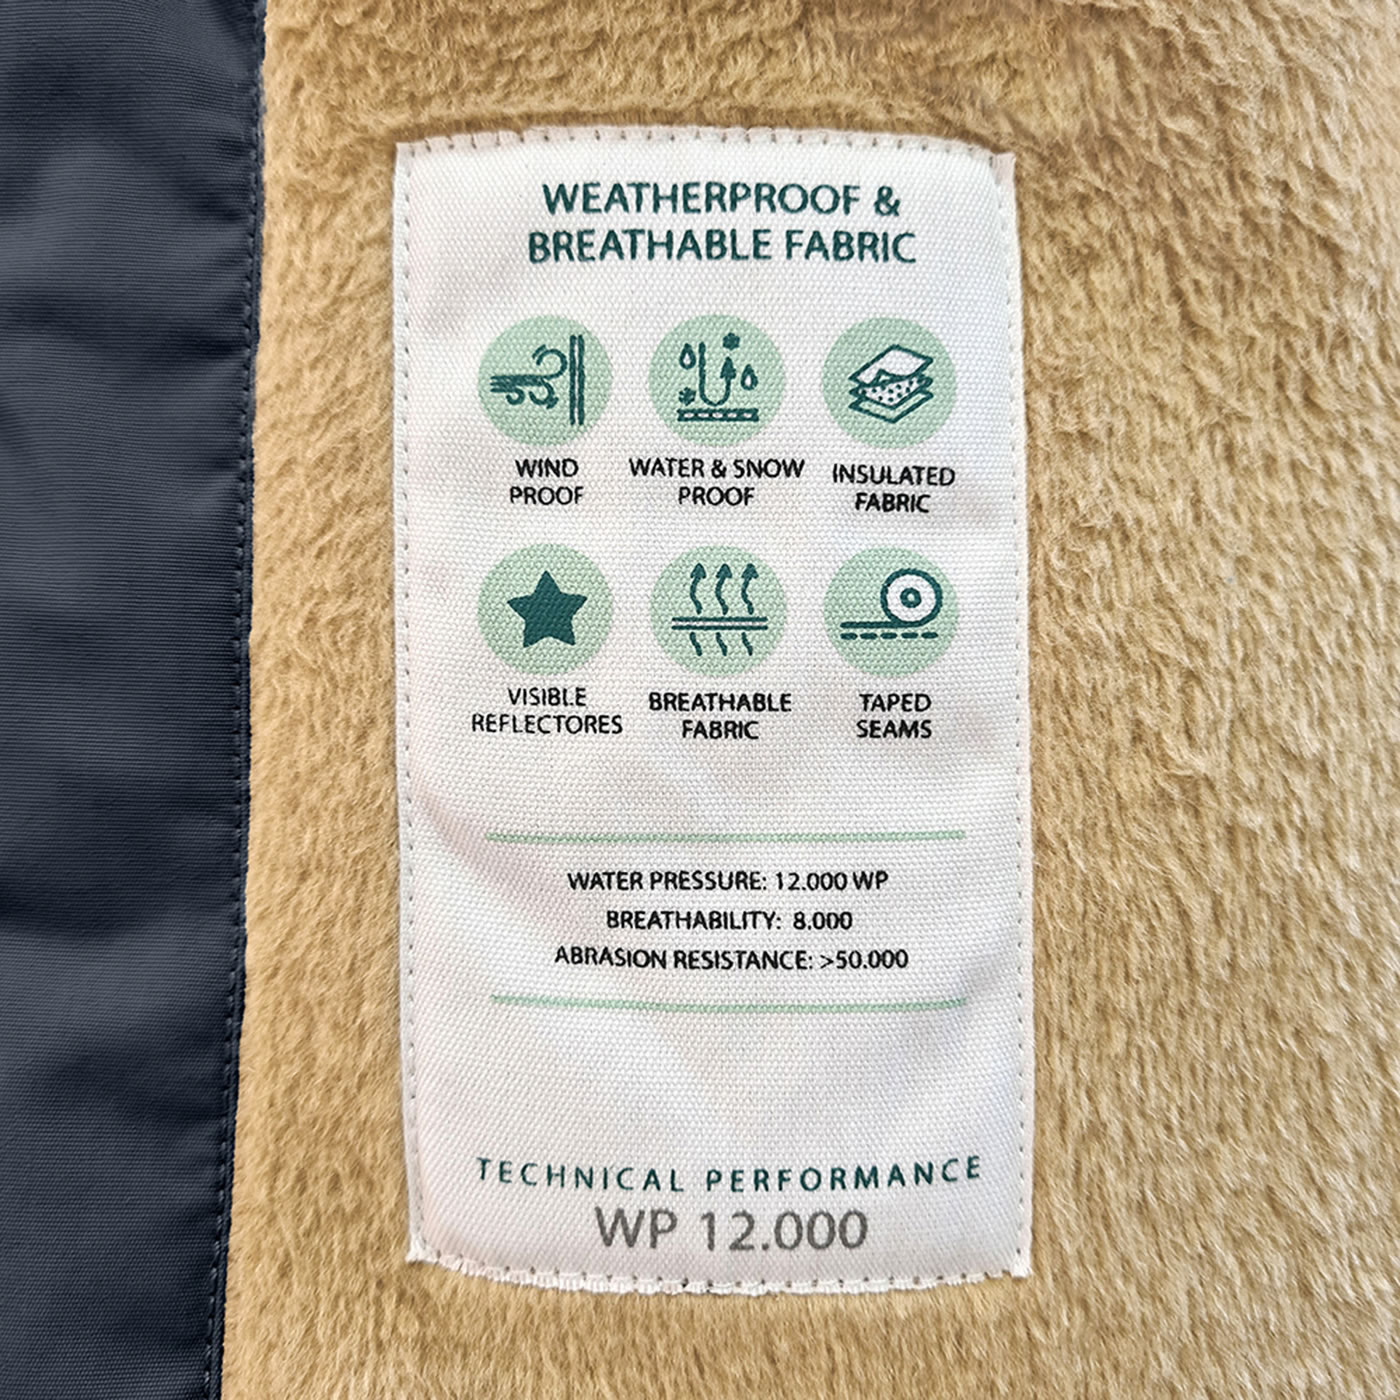 WEATHERPROOF &
BREATHABLE FABRIC
WIND
PROOF
WATER & SNOW
PROOF
INSULATED
FABRIC
VISIBLE
REFLECTORES
BREATHABLE
FABRIC
TAPED
SEAMS
WATER PRESSURE: 12.000 WP
BREATHABILITY: 8.000
ABRASION RESISTANCE: >50.000
TECHNICAL PERFORMANCE
WP 12.000